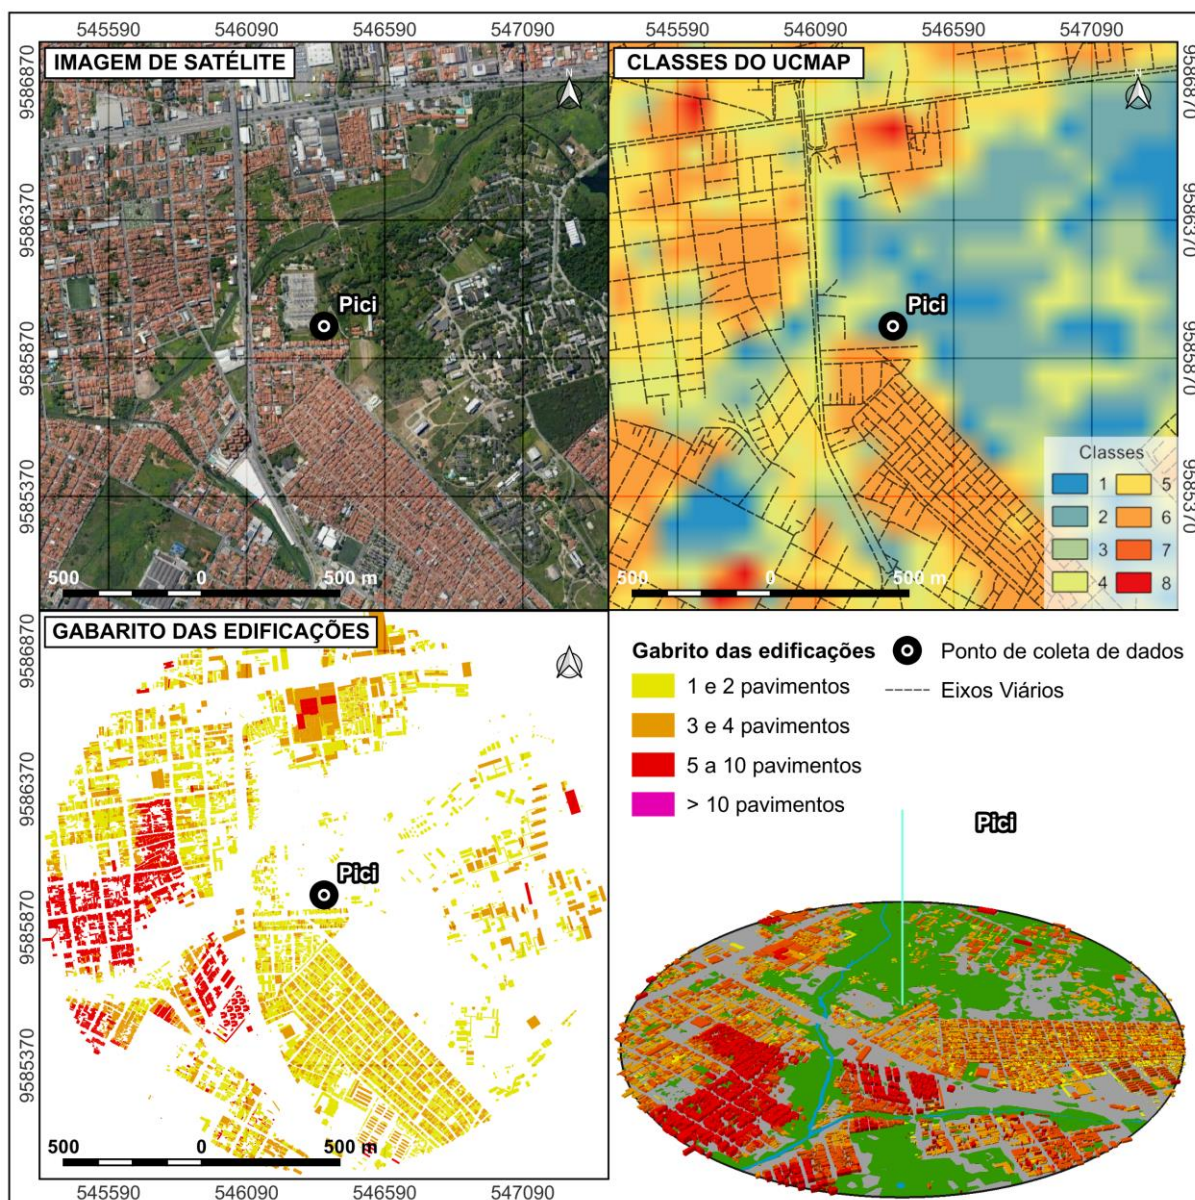 545590 546090 546590 547090 545590 546090 546590 547090
IMAGEM DE SATÉLITE
CLASSES DO UCMAP
N
N
9586870
9586370
9585870
9585370
9586870
9586370
9585870
9585370
Pici
Pici
Classes
1 5
2 6
3 7
4 8
500 0 500 m
500 0 500 m
GABARITO DAS EDIFICAÇÕES
9586870
9586370
9585870
9585370
Pici
500 0 500 m
545590 546090 546590 547090
Gabrito das edificações
1 e 2 pavimentos
3 e 4 pavimentos
5 a 10 pavimentos
> 10 pavimentos
Ponto de coleta de dados
Eixos Viários
Pici